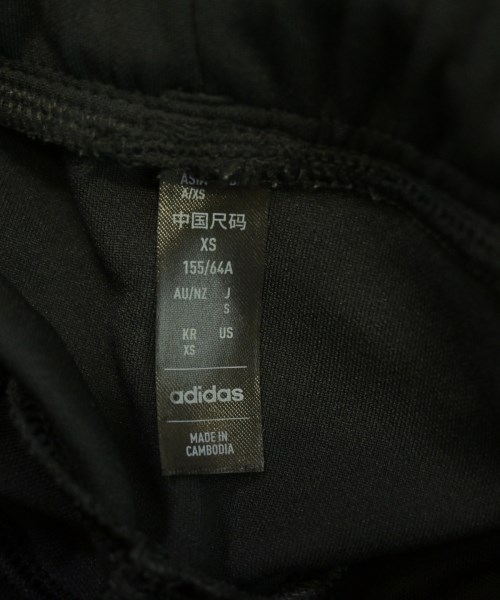 ASIA
X/XS
中国尺码
XS
155/64A
AU/NZ J
S
KR US
XS
adidas
MADE IN
CAMBODIA